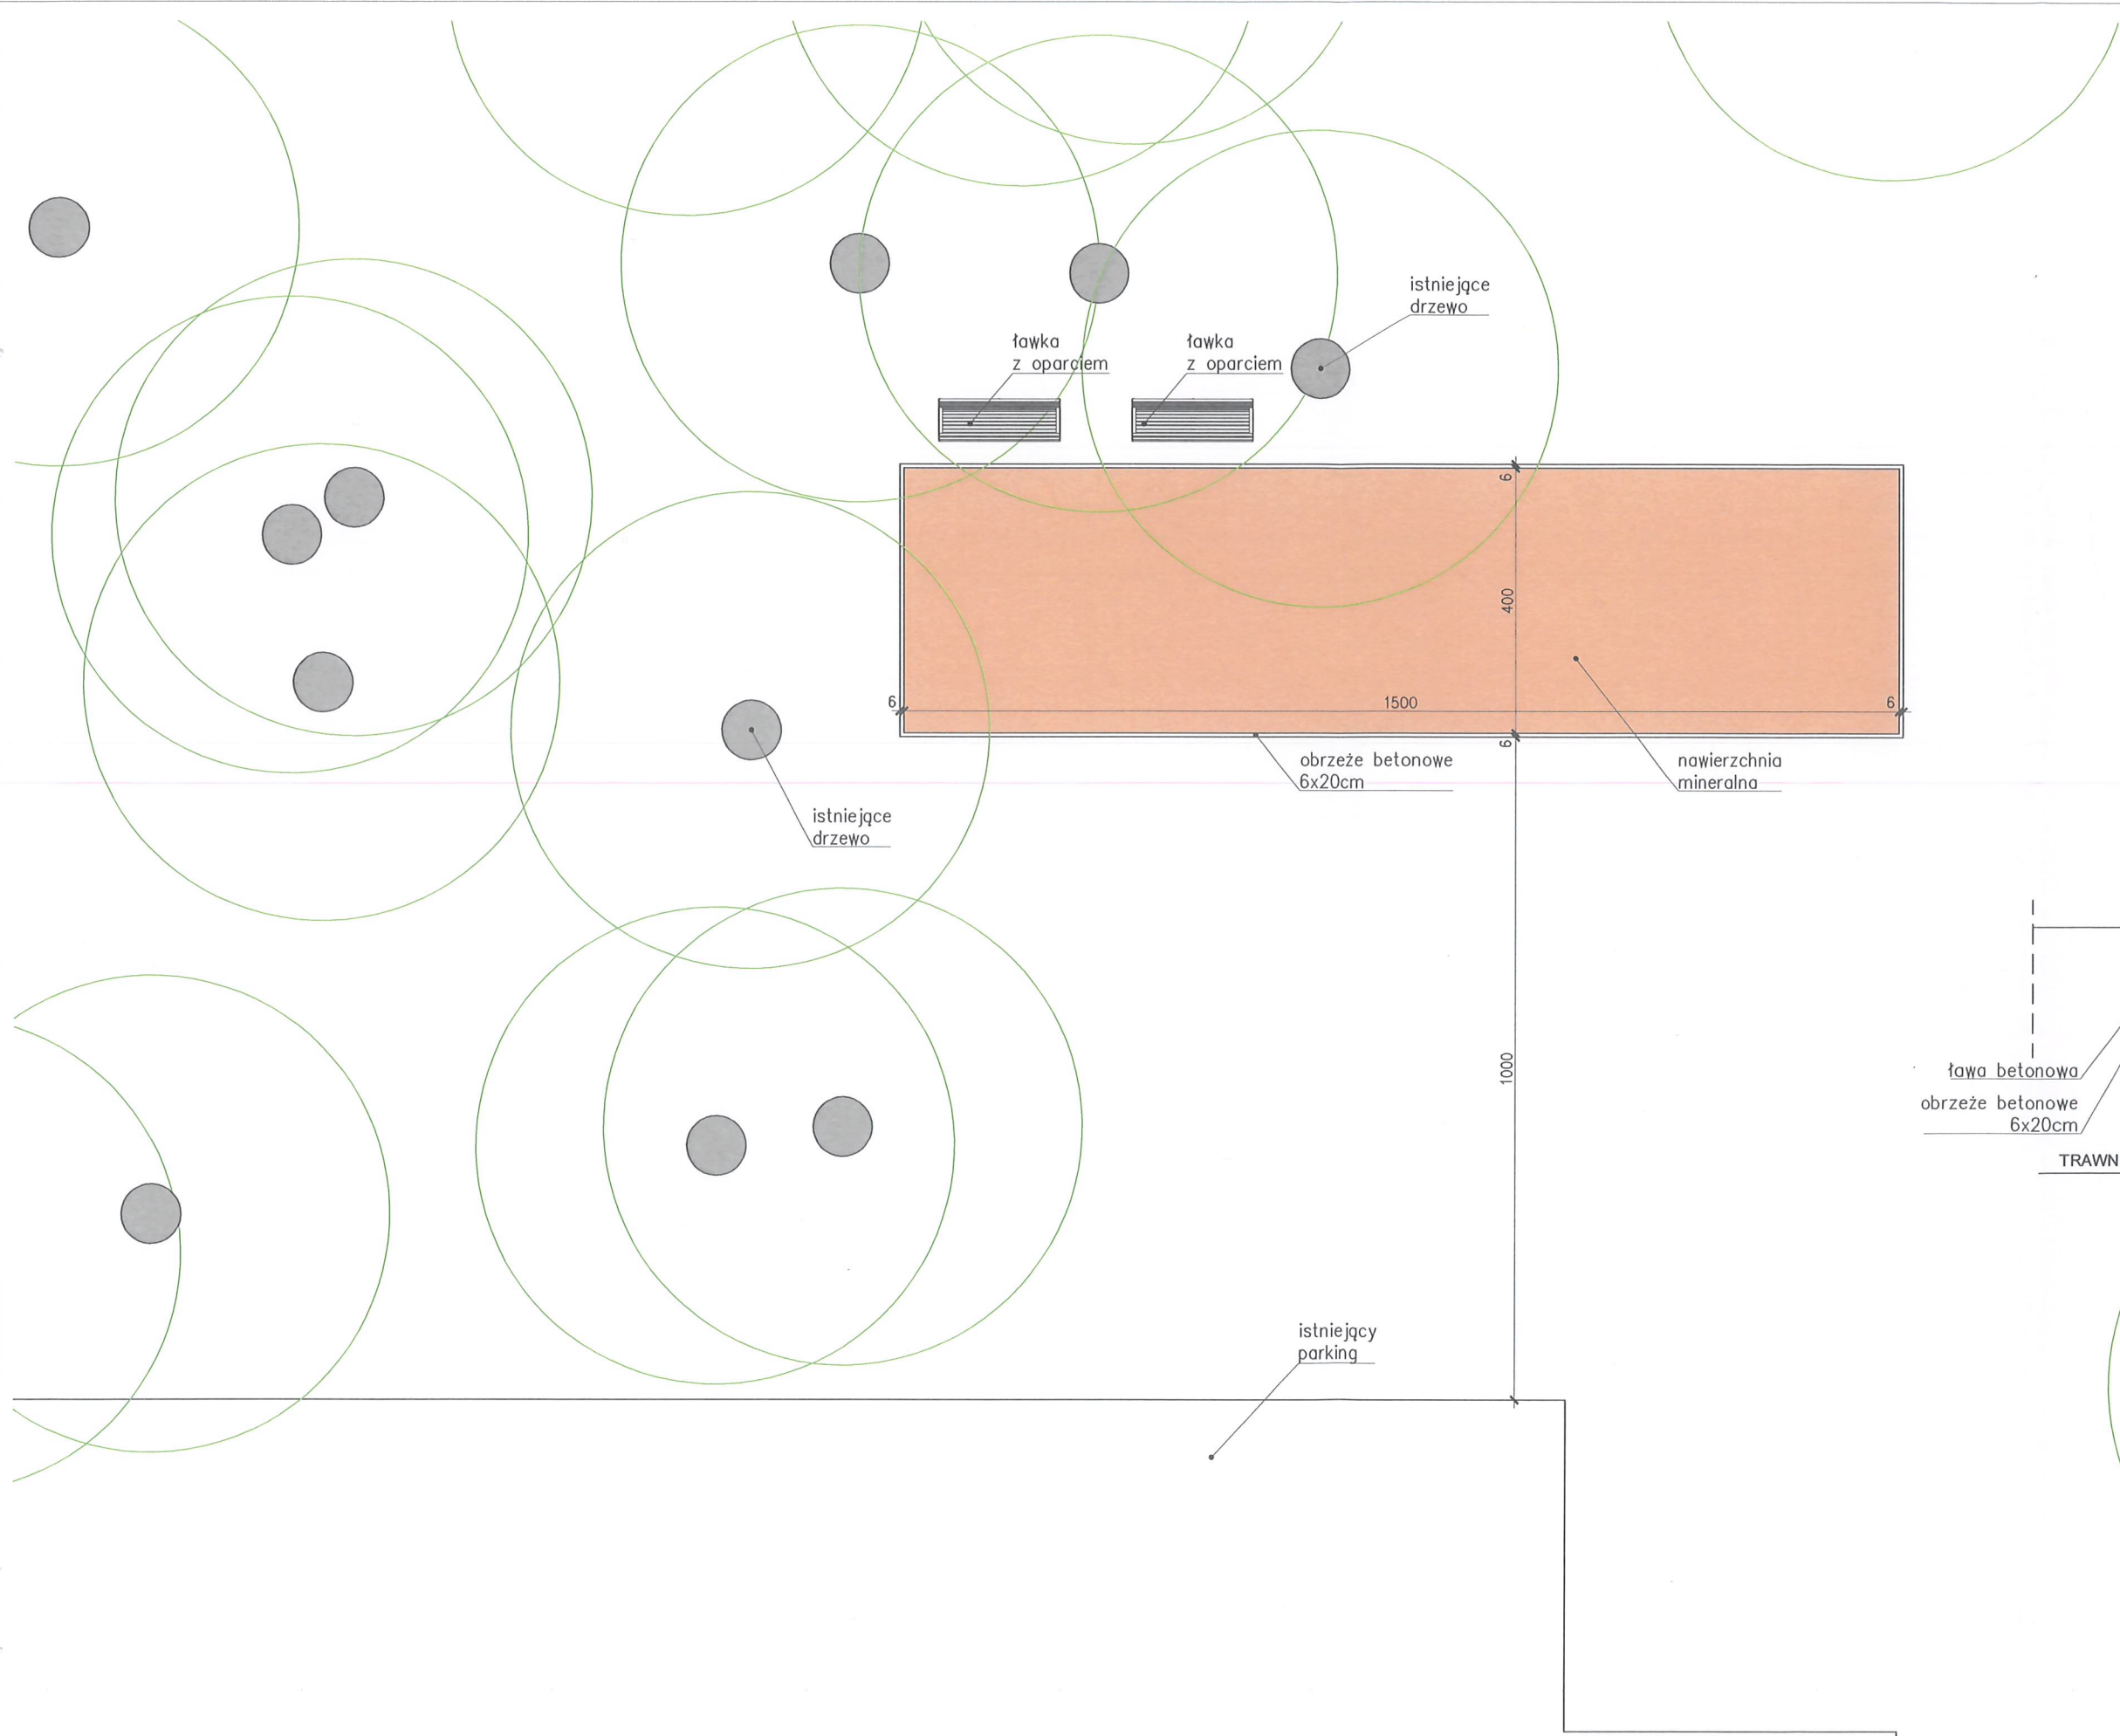 istniejące
drzewo
ławka
z oparciem
ławka
z oparciem
6
400
6
1500
6
6
obrzeże betonowe
6x20cm
nawierzchnia
mineralna
istniejące
drzewo
1000
ława betonowa
obrzeże betonowe
6x20cm
TRAWN
istniejący
parking